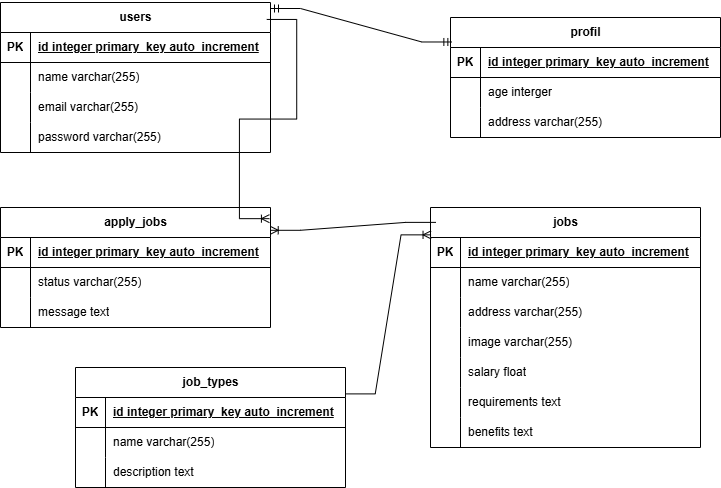 users
PK id integer primary_key auto_increment
name varchar(255)
email varchar(255)
password varchar(255)
profil
PK id integer primary_key auto_increment
age interger
address varchar(255)
apply_jobs
PK id integer primary_key auto_increment
status varchar(255)
message text
jobs
PK id integer primary_key auto_increment
name varchar(255)
address varchar(255)
image varchar(255)
salary float
requirements text
benefits text
job_types
PK id integer primary_key auto_increment
name varchar(255)
description text